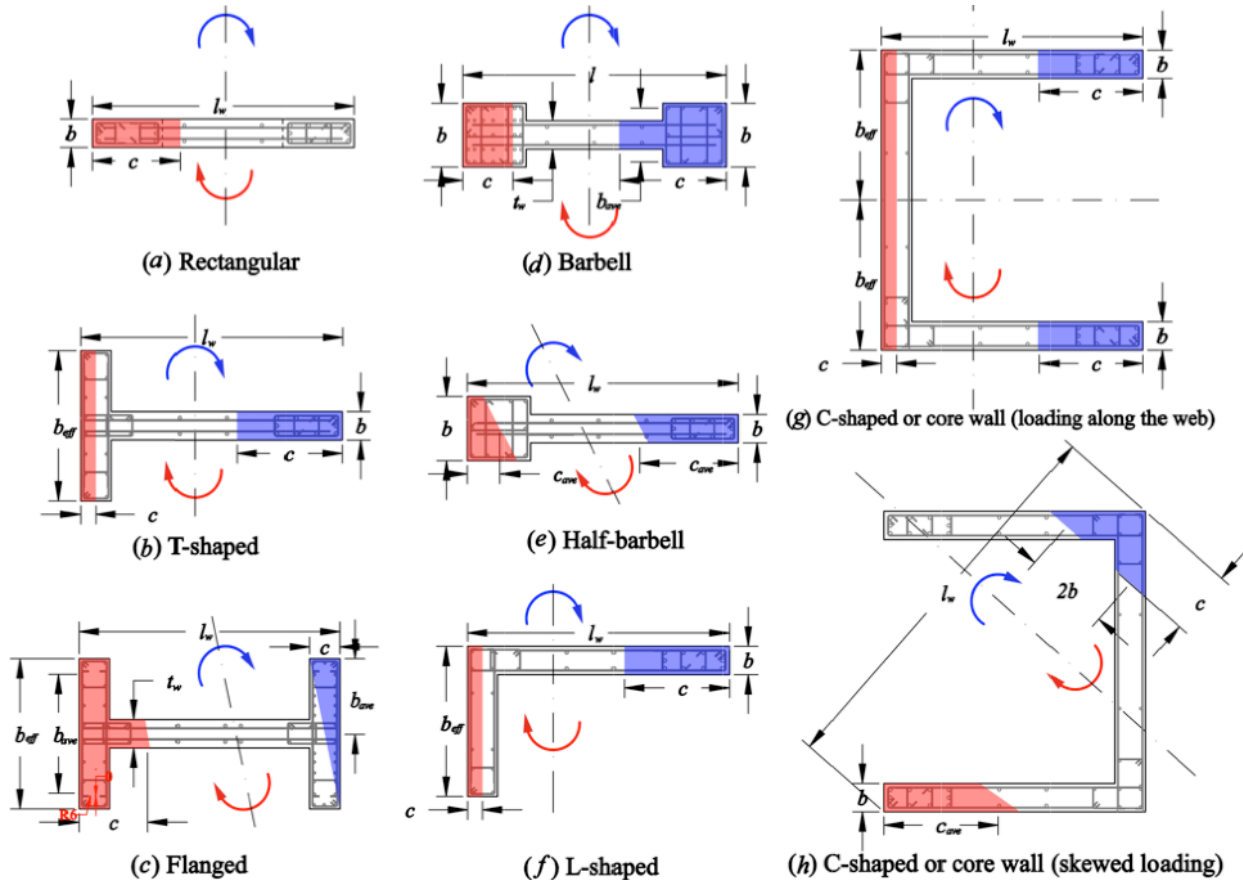 l_w
b
c
(a) Rectangular
l
b
b
c
t_w
b_ave
c
(d) Barbell
l_w
b_eff
b
c
c
(b) T-shaped
l_w
b
b
c_ave
c_ave
(e) Half-barbell
l_w
b
b_eff
b_eff
c
c
b
c
(g) C-shaped or core wall (loading along the web)
l_w
c
t_w
b_eff
b_ave
b_ave
R6
c
(c) Flanged
l_w
b
c
b_eff
c
(f) L-shaped
l_w
2b
c
b
c_ave
(h) C-shaped or core wall (skewed loading)